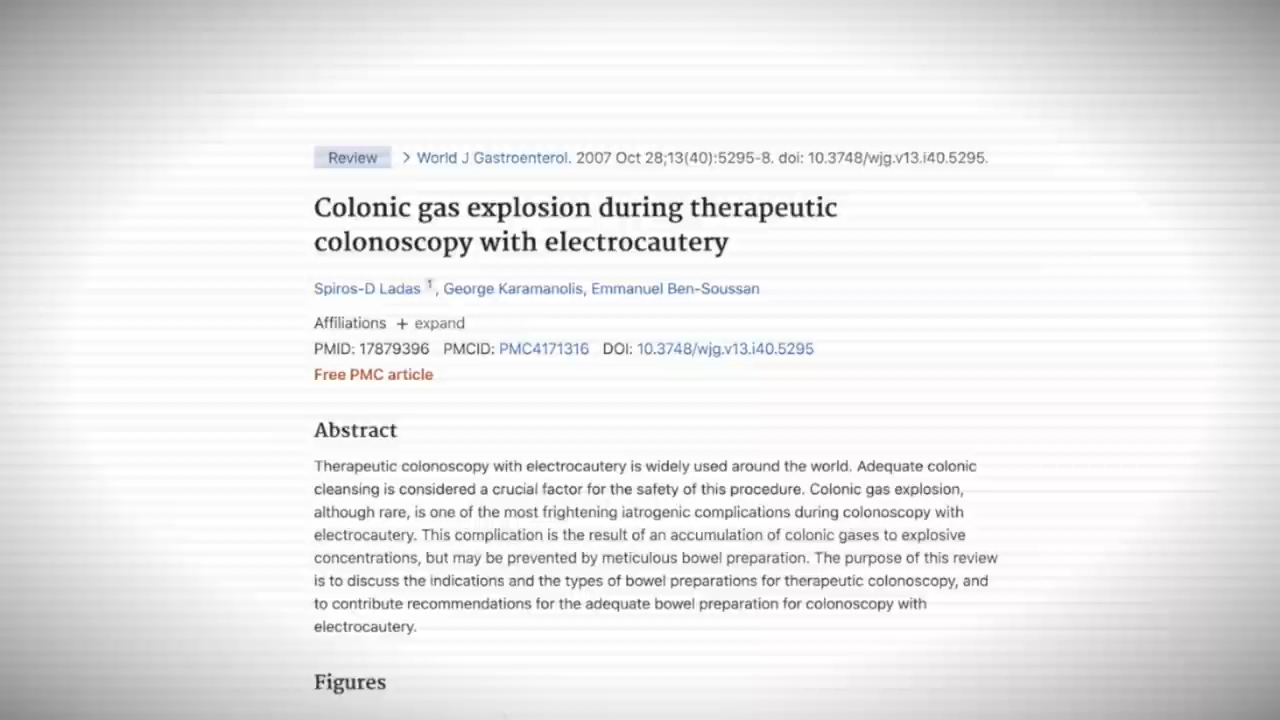 Review > World J Gastroenterol. 2007 Oct 28;13(40):5295-8. doi: 10.3748/wjg.v13.i40.5295.
Colonic gas explosion during therapeutic
colonoscopy with electrocautery
Spiros-D Ladas 1, George Karamanolis, Emmanuel Ben-Soussan
Affiliations + expand
PMID: 17879396 PMCID: PMC4171316 DOI: 10.3748/wjg.v13.i40.5295
Free PMC article
Abstract
Therapeutic colonoscopy with electrocautery is widely used around the world. Adequate colonic
cleansing is considered a crucial factor for the safety of this procedure. Colonic gas explosion,
although rare, is one of the most frightening iatrogenic complications during colonoscopy with
electrocautery. This complication is the result of an accumulation of colonic gases to explosive
concentrations, but may be prevented by meticulous bowel preparation. The purpose of this review
is to discuss the indications and the types of bowel preparations for therapeutic colonoscopy, and
to contribute recommendations for the adequate bowel preparation for colonoscopy with
electrocautery.
Figures